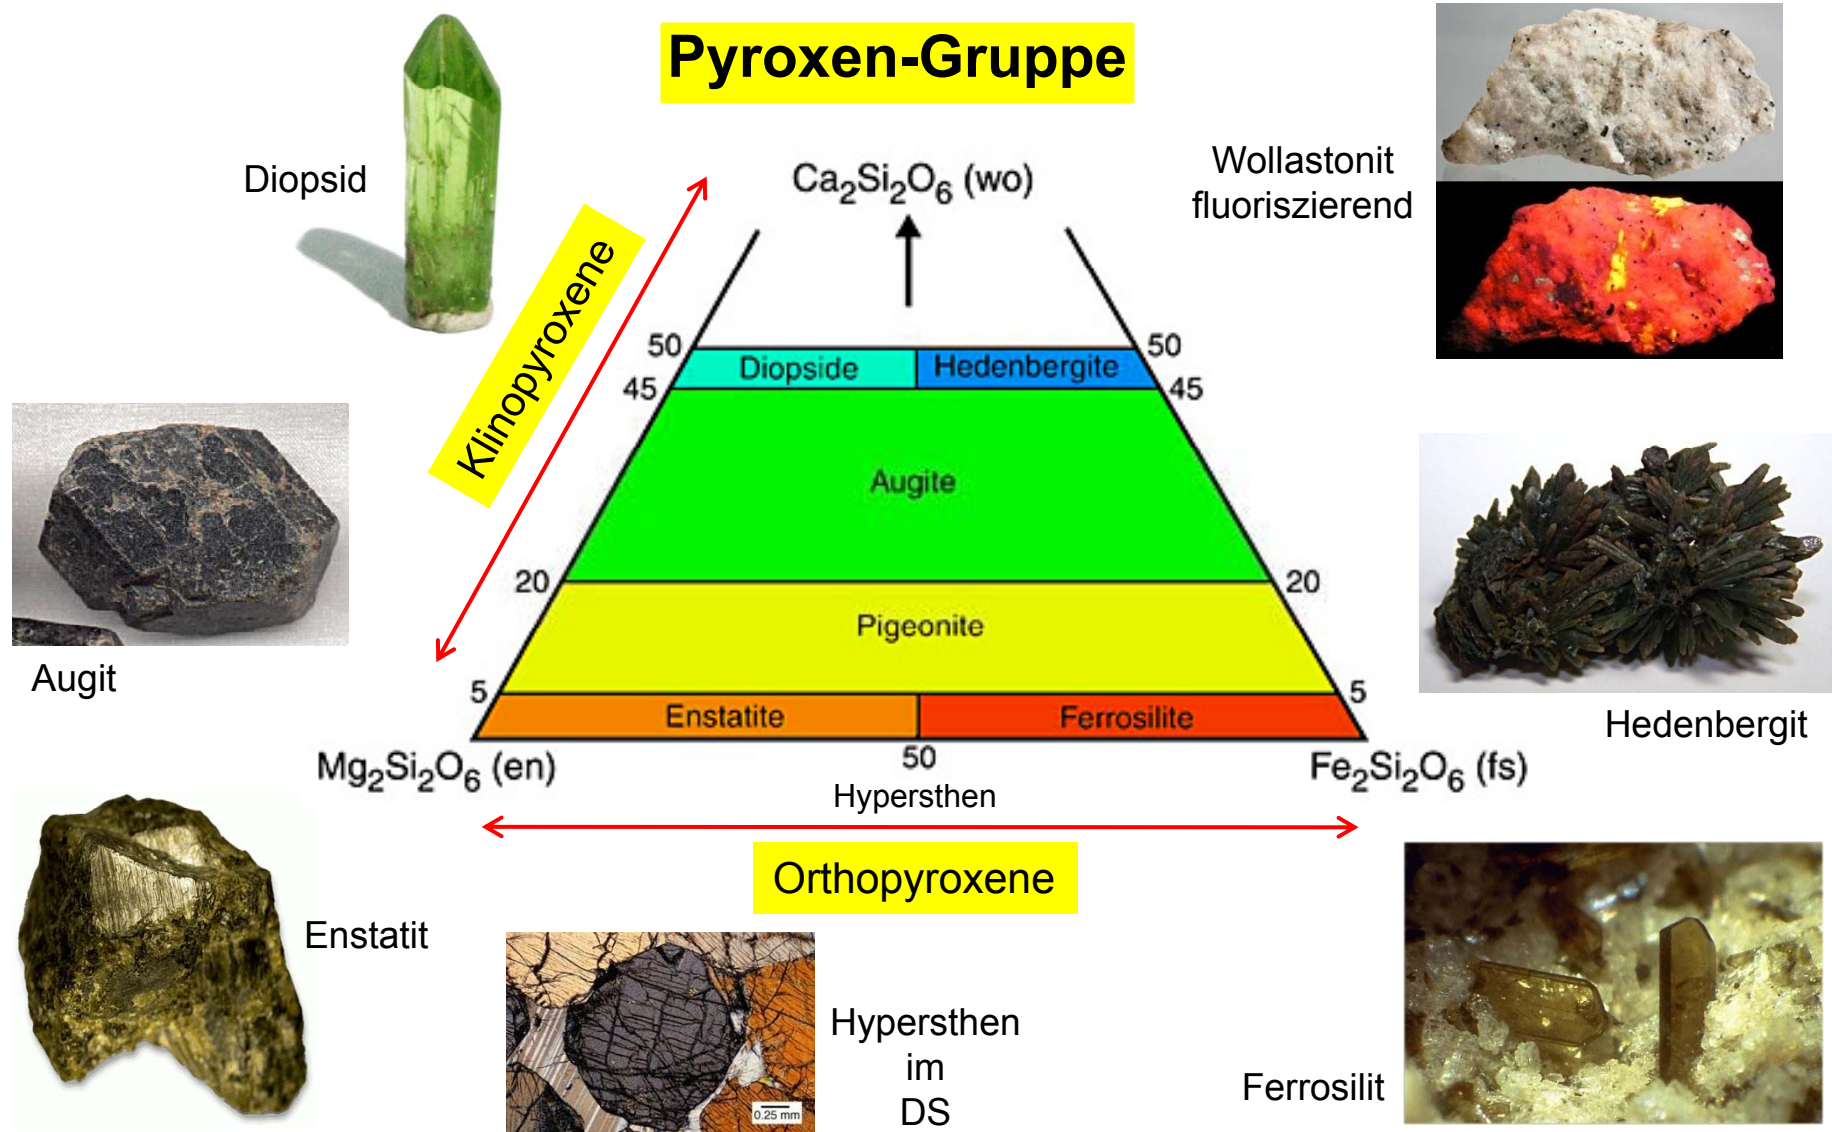 Pyroxen-Gruppe
Diopsid
Wollastonit
fluoriszierend
Ca2Si2O6 (wo)
Klinopyroxene
50
50
Diopside
Hedenbergite
45
45
Augite
20
20
Pigeonite
Augit
Hedenbergit
5
5
Enstatite
Ferrosilite
Mg2Si2O6 (en)
50
Fe2Si2O6 (fs)
Hypersthen
Orthopyroxene
Enstatit
Hypersthen
im
DS
0.25 mm
Ferrosilit